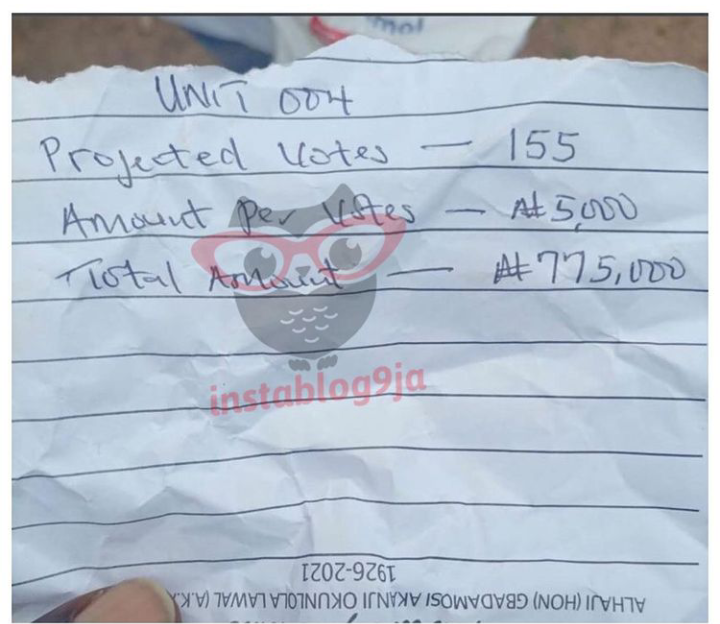 UNIT 004
Projected Votes — 155
Amount Per Votes — ₦5,000
Total Amount — ₦775,000
instablog9ja
1926-2021
ALHAJI (HON) GBADAMOSI AKANJI OKUNLOLA LAWAL